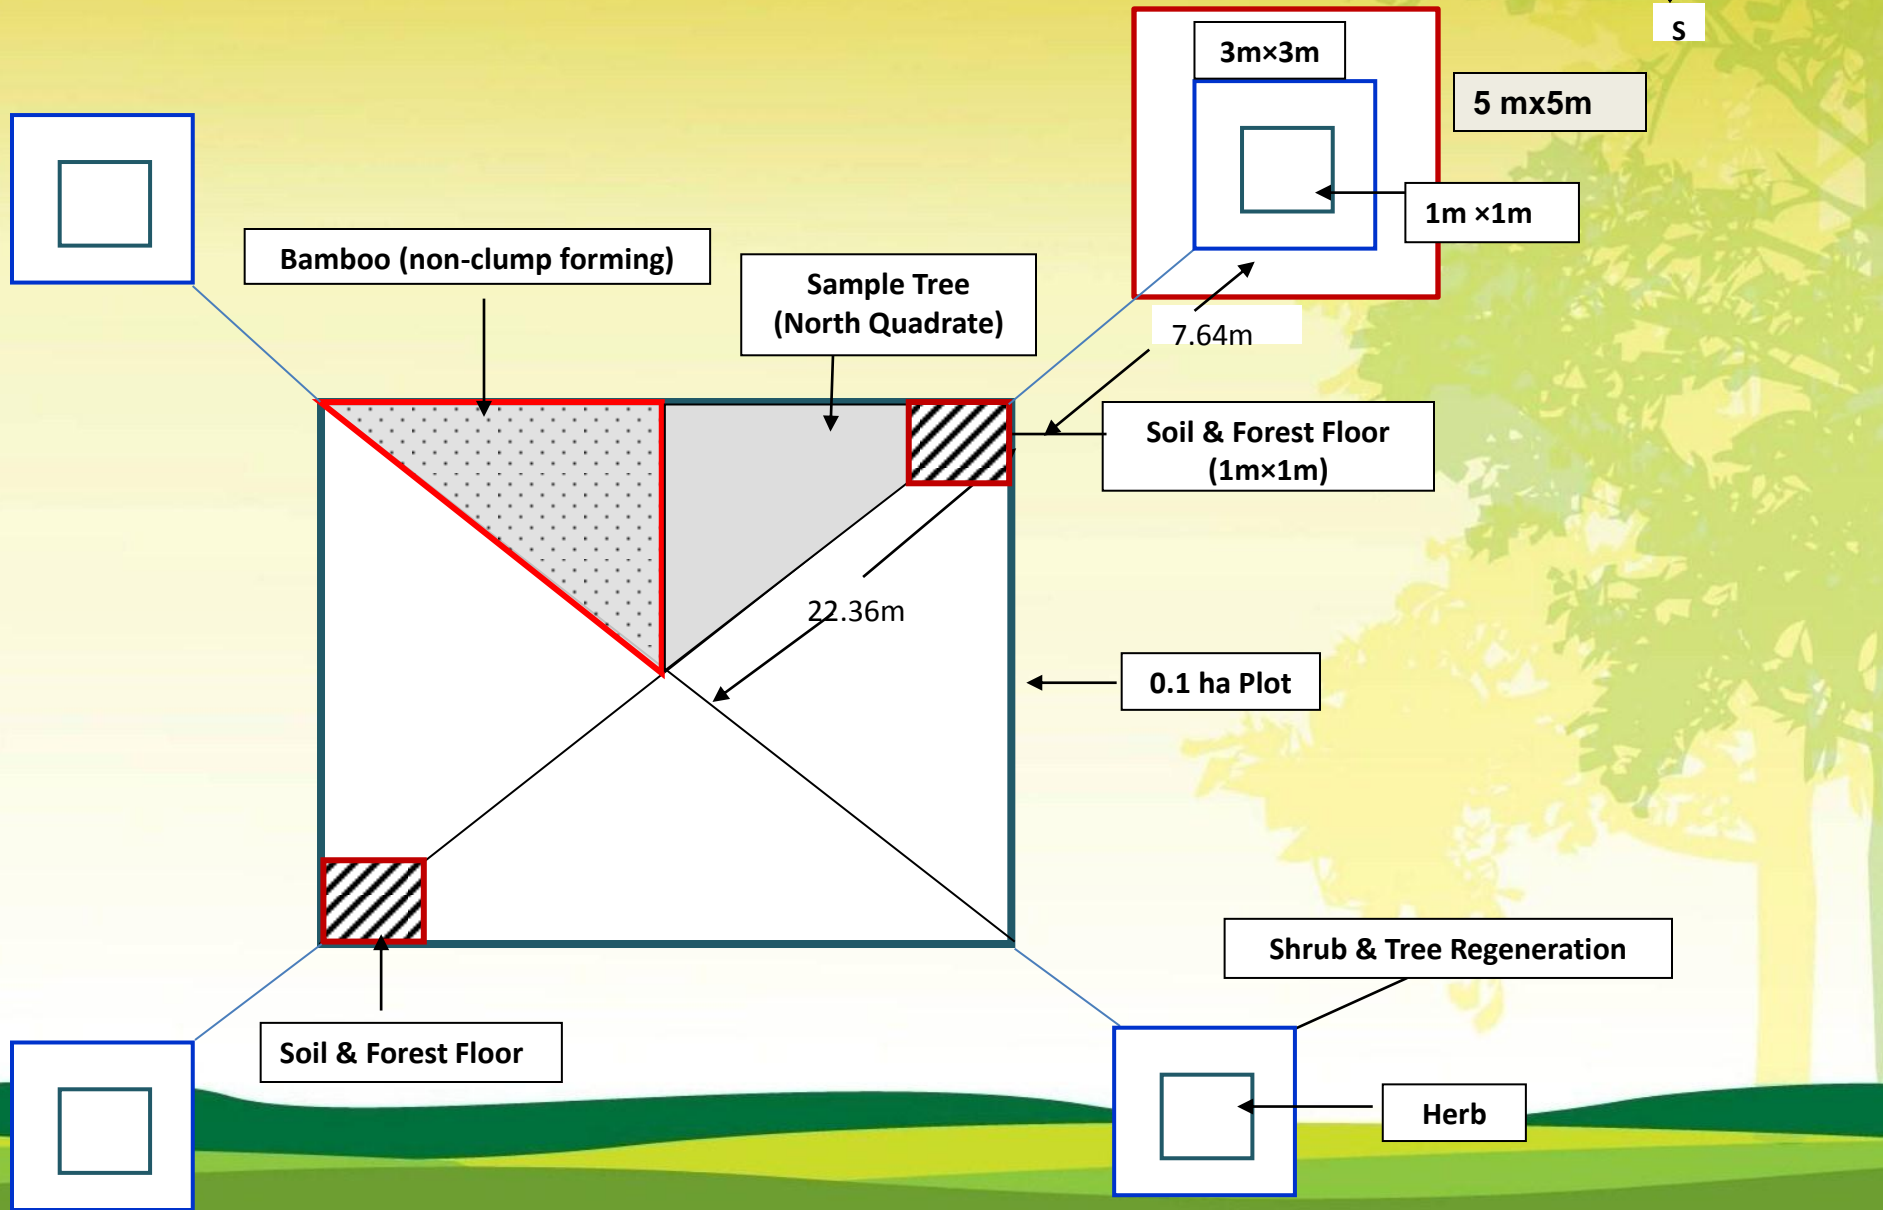 S
3m×3m
5 mx5m
1m ×1m
Bamboo (non-clump forming)
Sample Tree
(North Quadrate)
7.64m
Soil & Forest Floor
(1m×1m)
22.36m
0.1 ha Plot
Shrub & Tree Regeneration
Soil & Forest Floor
Herb